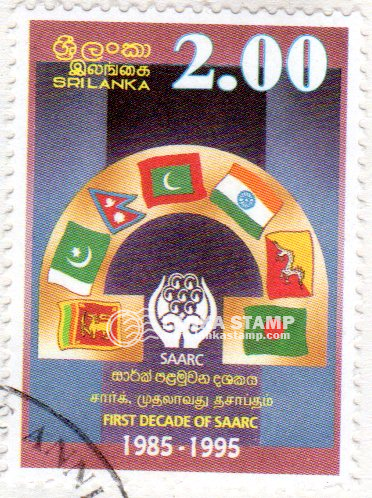 ශ්‍රී ලංකා
இலங்கை
SRI LANKA
2.00
SAARC
සාර්ක් පළමුවන දශකය
சார்க் முதலாவது தசாப்தம்
FIRST DECADE OF SAARC
1985-1995